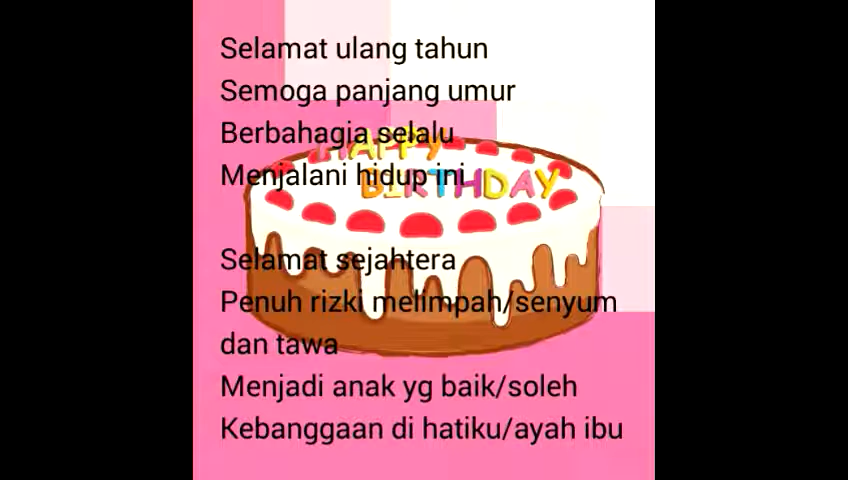 Selamat ulang tahun
Semoga panjang umur
Berbahagia selalu
HAPPY
Menjalani hidup ini
BIRTHDAY
Selamat sejahtera
Penuh rizki melimpah/senyum
dan tawa
Menjadi anak yg baik/soleh
Kebanggaan di hatiku/ayah ibu